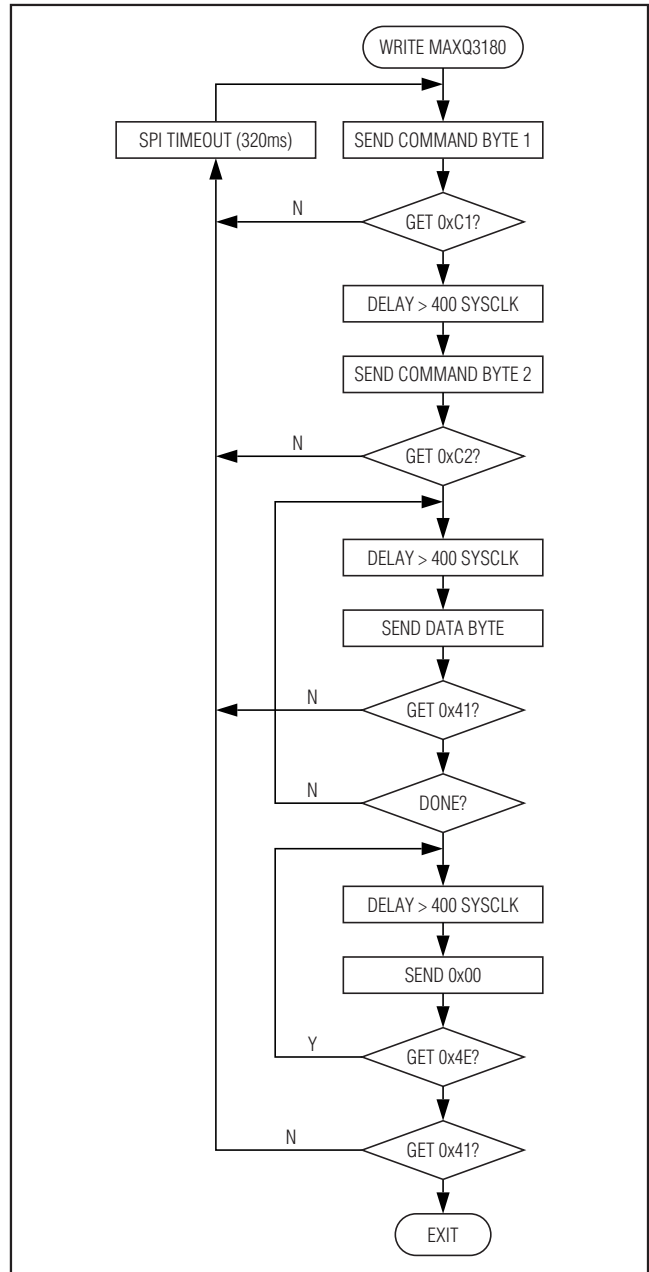 WRITE MAXQ3180
SPI TIMEOUT (320ms)
SEND COMMAND BYTE 1
N
GET 0xC1?
DELAY > 400 SYSCLK
SEND COMMAND BYTE 2
N
GET 0xC2?
DELAY > 400 SYSCLK
SEND DATA BYTE
N
GET 0x41?
N
DONE?
DELAY > 400 SYSCLK
SEND 0x00
Y
GET 0x4E?
N
GET 0x41?
EXIT